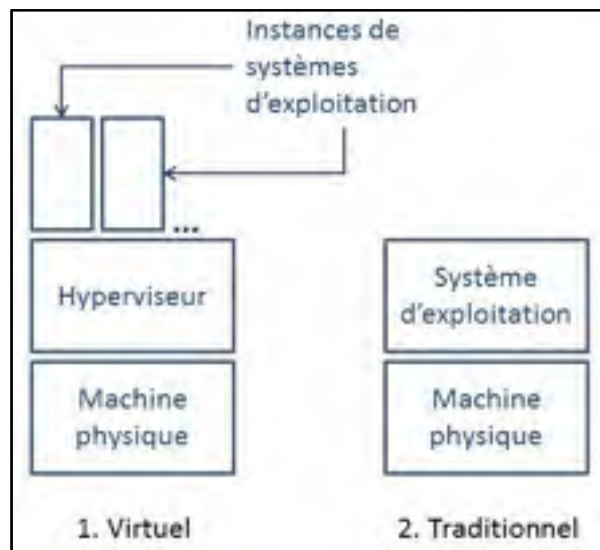 Instances de
systèmes
d'exploitation
...
Hyperviseur
Machine
physique
1. Virtuel
Système
d'exploitation
Machine
physique
2. Traditionnel